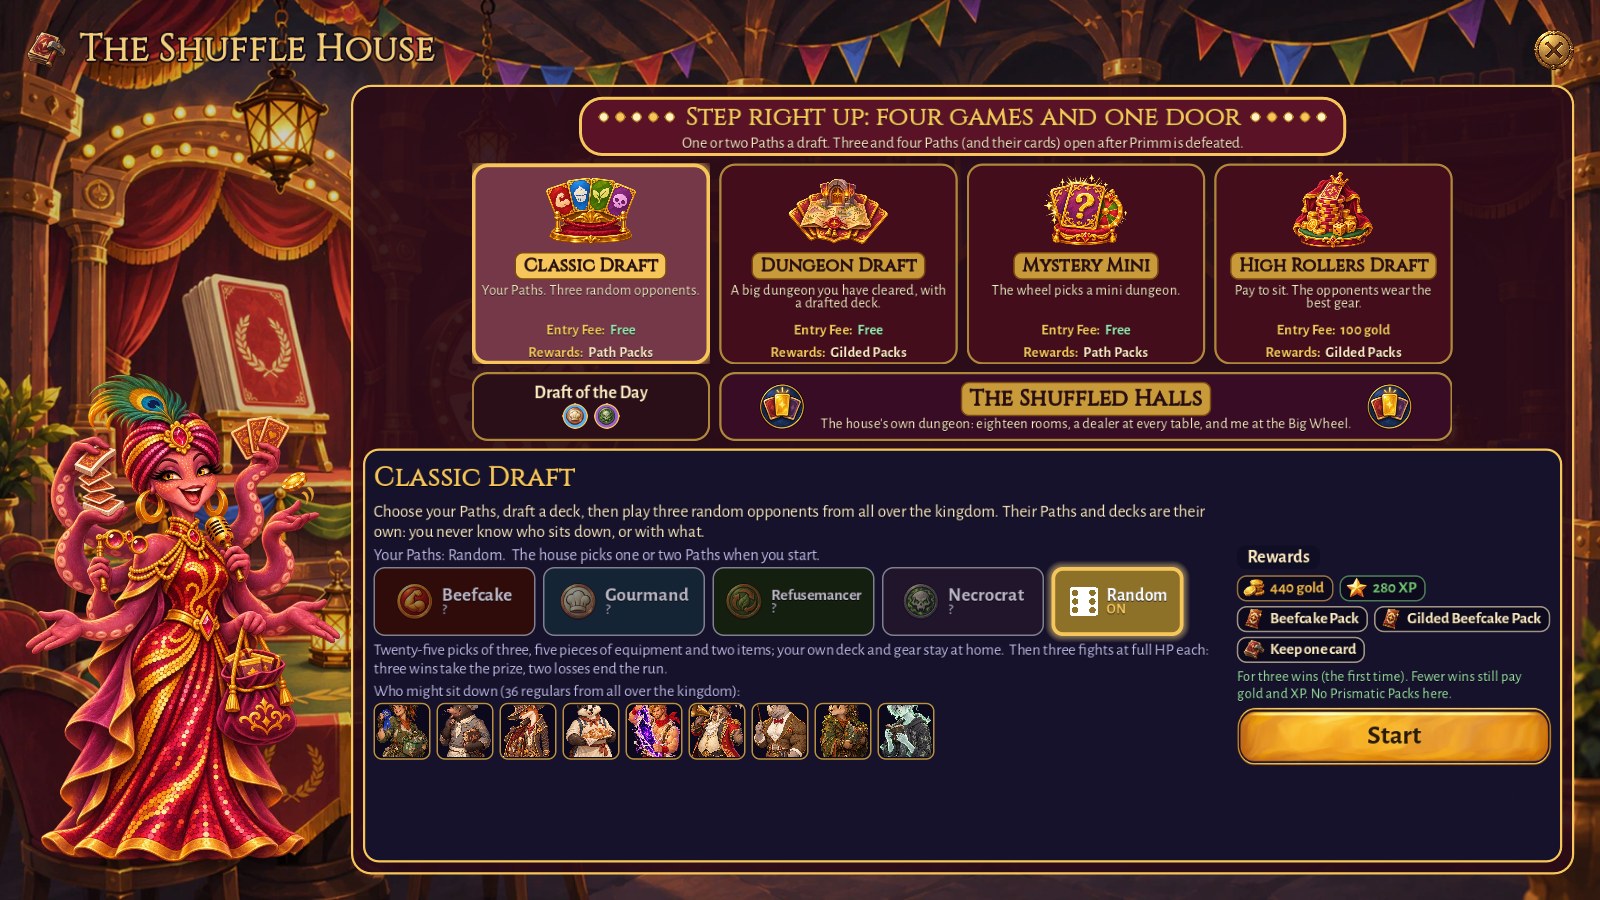 The Shuffle House
Step right up: four games and one door
One or two Paths a draft. Three and four Paths (and their cards) open after Primm is defeated.
Classic Draft
Your Paths. Three random opponents.
Entry Fee: Free
Rewards: Path Packs
Dungeon Draft
A big dungeon you have cleared, with
a drafted deck.
Entry Fee: Free
Rewards: Gilded Packs
Mystery Mini
The wheel picks a mini dungeon.
Entry Fee: Free
Rewards: Path Packs
High Rollers Draft
Pay to sit. The opponents wear the
best gear.
Entry Fee: 100 gold
Rewards: Gilded Packs
Draft of the Day
The Shuffled Halls
The house's own dungeon: eighteen rooms, a dealer at every table, and me at the Big Wheel.
Classic Draft
Choose your Paths, draft a deck, then play three random opponents from all over the kingdom. Their Paths and decks are their
own: you never know who sits down, or with what.
Your Paths: Random. The house picks one or two Paths when you start.
Beefcake
?
Gourmand
?
Refusemancer
?
Necrocrat
?
Random
ON
Twenty-five picks of three, five pieces of equipment and two items; your own deck and gear stay at home. Then three fights at full HP each:
three wins take the prize, two losses end the run.
Who might sit down (36 regulars from all over the kingdom):
Rewards
440 gold
280 XP
Beefcake Pack
Gilded Beefcake Pack
Keep one card
For three wins (the first time). Fewer wins still pay
gold and XP. No Prismatic Packs here.
Start